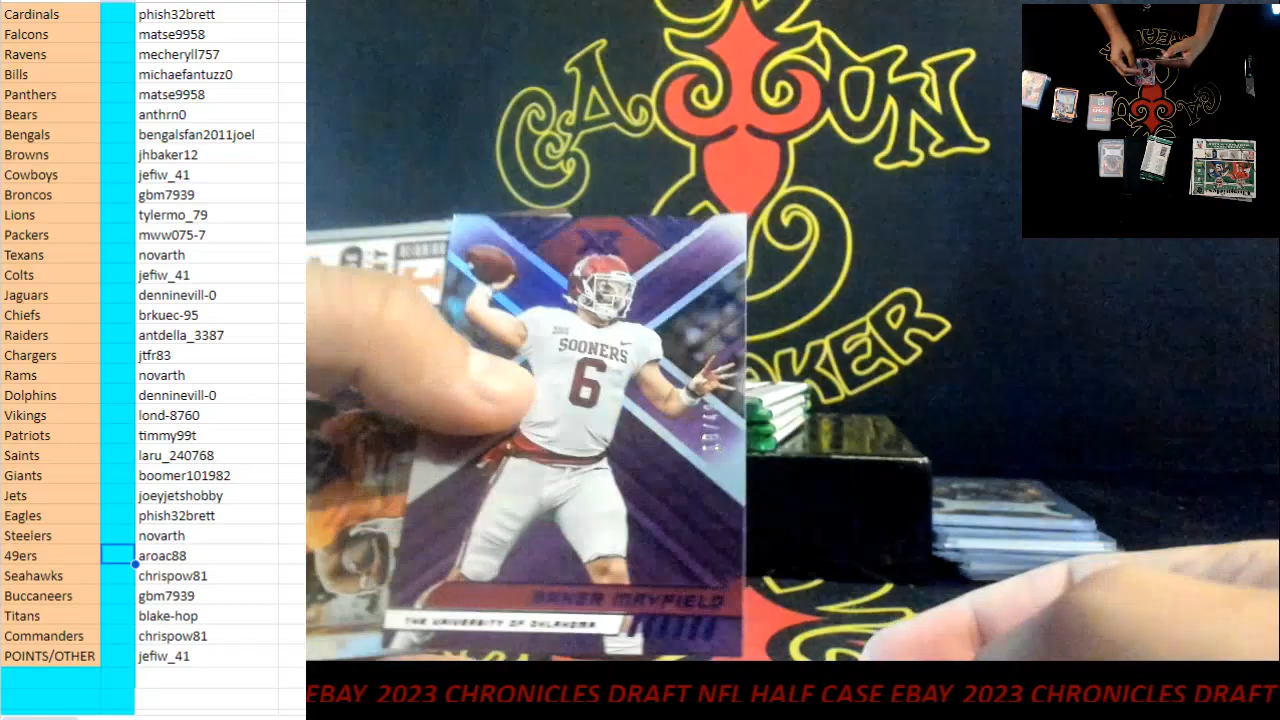 Cardinals phish32brett
Falcons matse9958
Ravens mecheryll757
Bills michaefantuzz0
Panthers matse9958
Bears anthrn0
Bengals bengalsfan2011joel
Browns jhbaker12
Cowboys jefiw_41
Broncos gbm7939
Lions tylermo_79
Packers mww075-7
Texans novarth
Colts jefiw_41
Jaguars denninevill-0
Chiefs brkuec-95
Raiders antdella_3387
Chargers jtfr83
Rams novarth
Dolphins denninevill-0
Vikings lond-8760
Patriots timmy99t
Saints laru_240768
Giants boomer101982
Jets joeyjetshobby
Eagles phish32brett
Steelers novarth
49ers aroac88
Seahawks chrispow81
Buccaneers gbm7939
Titans blake-hop
Commanders chrispow81
POINTS/OTHER jefiw_41
CAJUN
XR
SOONERS
6
BAKER MAYFIELD
THE UNIVERSITY OF OKLAHOMA
EBAY 2023 CHRONICLES DRAFT NFL HALF CASE EBAY 2023 CHRONICLES DRAFT